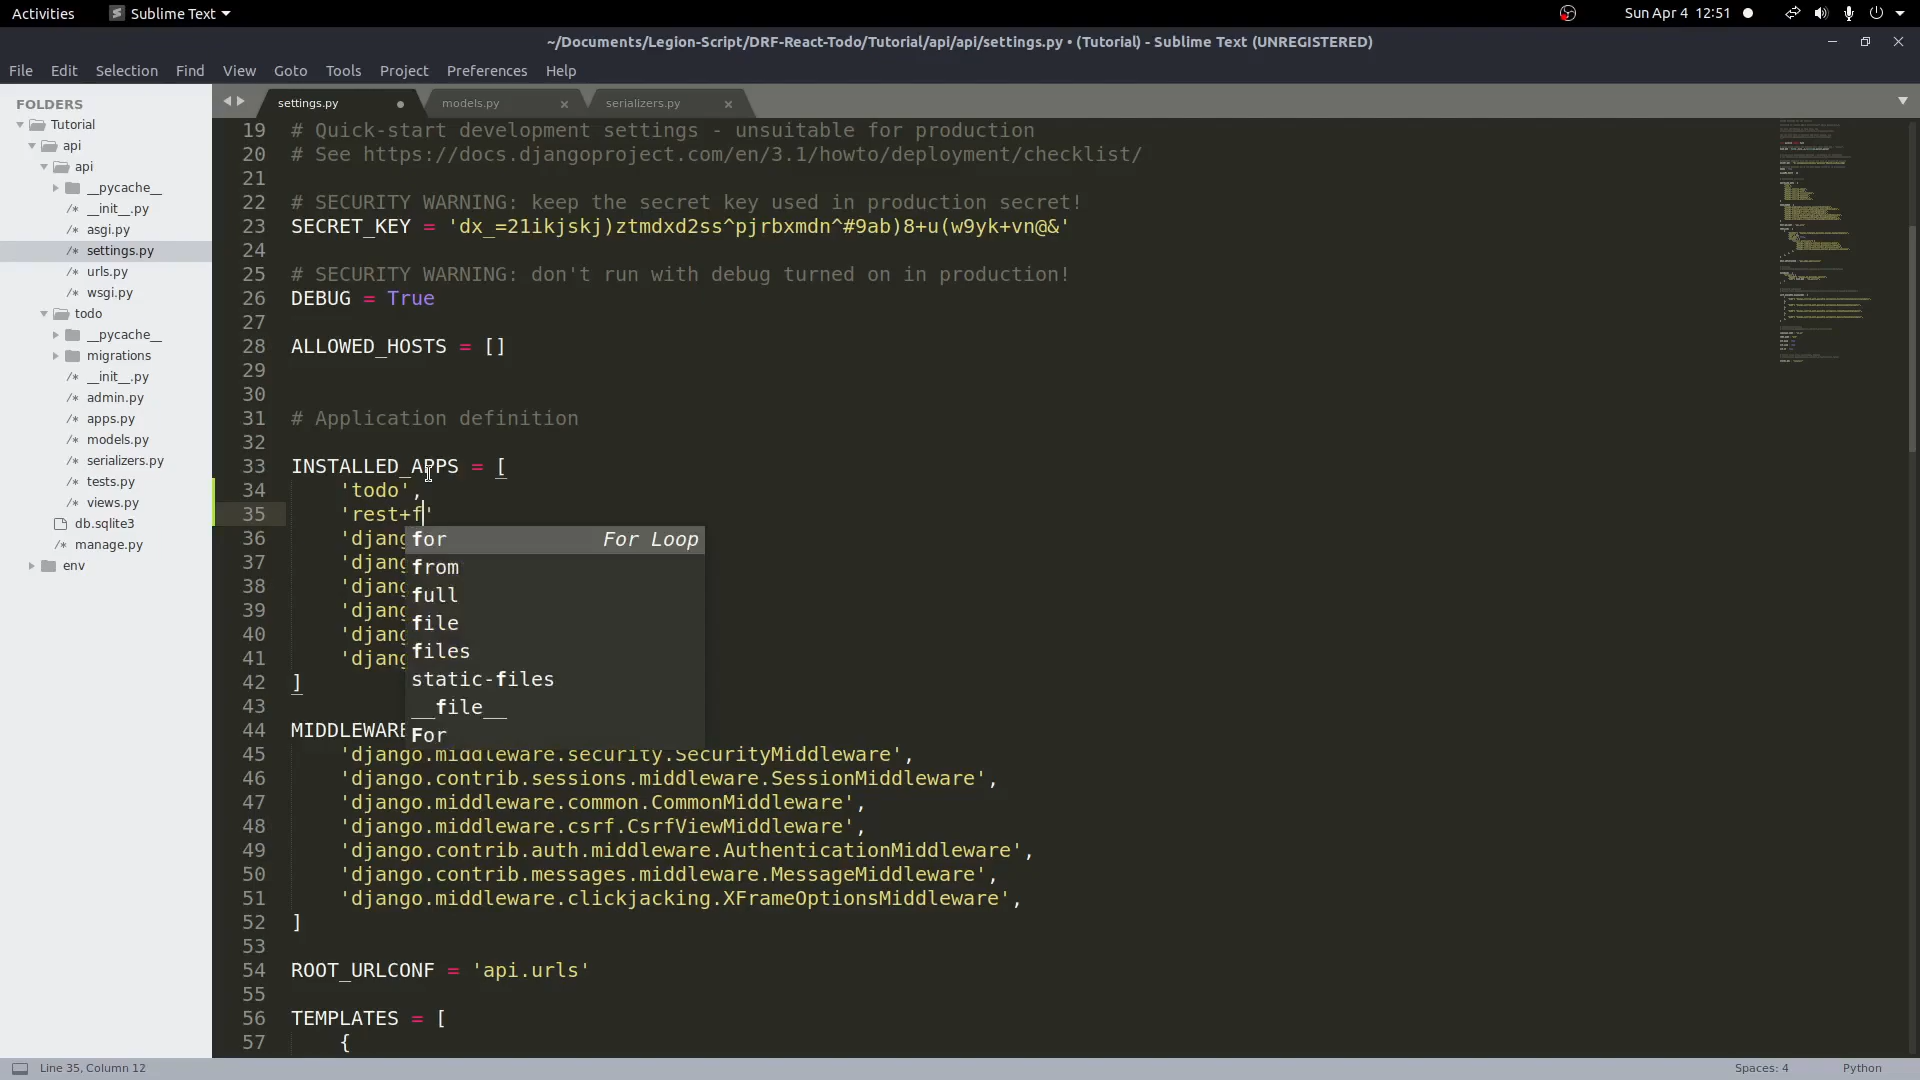 Activities
Sublime Text
Sun Apr 4 12:51
~/Documents/Legion-Script/DRF-React-Todo/Tutorial/api/api/settings.py • (Tutorial) - Sublime Text (UNREGISTERED)
File Edit Selection Find View Goto Tools Project Preferences Help
FOLDERS
Tutorial
api
api
__pycache__
/* __init__.py
/* asgi.py
/* settings.py
/* urls.py
/* wsgi.py
todo
__pycache__
migrations
/* __init__.py
/* admin.py
/* apps.py
/* models.py
/* serializers.py
/* tests.py
/* views.py
db.sqlite3
/* manage.py
env
settings.py models.py serializers.py
19 # Quick-start development settings - unsuitable for production
20 # See https://docs.djangoproject.com/en/3.1/howto/deployment/checklist/
21
22 # SECURITY WARNING: keep the secret key used in production secret!
23 SECRET_KEY = 'dx_=21ikjskj)ztmdxd2ss^pjrbxmdn^#9ab)8+u(w9yk+vn@&'
24
25 # SECURITY WARNING: don't run with debug turned on in production!
26 DEBUG = True
27
28 ALLOWED_HOSTS = []
29
30
31 # Application definition
32
33 INSTALLED_APPS = [
34 'todo',
35 'rest+f'
36 'djang
37 'djang
38 'djang
39 'djang
40 'djang
41 'djang
42 ]
43
44 MIDDLEWARE
45 'django.middleware.security.SecurityMiddleware',
46 'django.contrib.sessions.middleware.SessionMiddleware',
47 'django.middleware.common.CommonMiddleware',
48 'django.middleware.csrf.CsrfViewMiddleware',
49 'django.contrib.auth.middleware.AuthenticationMiddleware',
50 'django.contrib.messages.middleware.MessageMiddleware',
51 'django.middleware.clickjacking.XFrameOptionsMiddleware',
52 ]
53
54 ROOT_URLCONF = 'api.urls'
55
56 TEMPLATES = [
57 {
for For Loop
from
full
file
files
static-files
__file__
For
Line 35, Column 12
Spaces: 4
Python